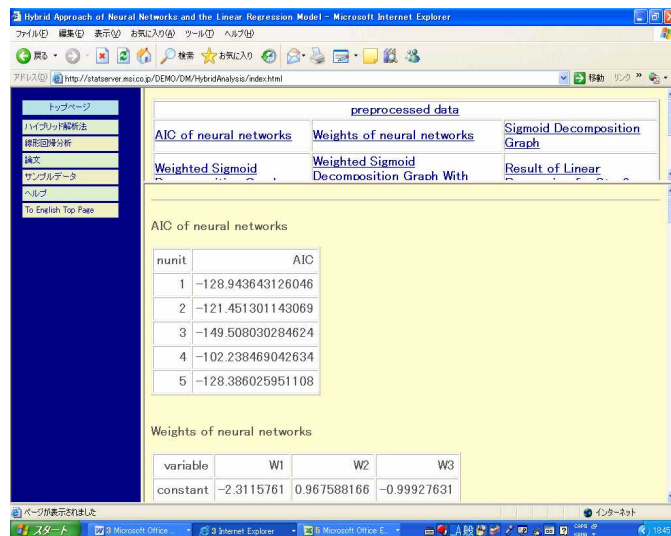 Hybrid Approach of Neural Networks and the Linear Regression Model - Microsoft Internet Explorer
ファイル(F) 編集(E) 表示(V) お気に入り(A) ツール(T) ヘルプ(H)
戻る 検索 お気に入り
アドレス(D) http://statserver.msi.co.jp/DEMO/DM/HybridAnalysis/index.html 移動 リンク »
トップページ
ハイブリッド解析法
線形回帰分析
論文
サンプルデータ
ヘルプ
To English Top Page
preprocessed data
AIC of neural networks Weights of neural networks Sigmoid Decomposition Graph
Weighted Sigmoid Weighted Sigmoid Decomposition Graph With Result of Linear
AIC of neural networks
nunit AIC
1 -128.943643126046
2 -121.451301143069
3 -149.508030284624
4 -102.238469042634
5 -128.386025951108
Weights of neural networks
variable W1 W2 W3
constant -2.3115761 0.967588166 -0.99927631
ページが表示されました インターネット
スタート 3 Microsoft Office ... 3 Internet Explorer 5 Microsoft Office E... A 般 CAPS KANA 18:45